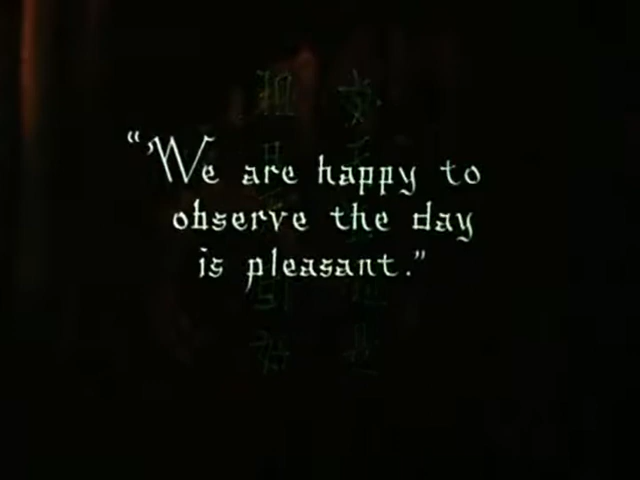 “We are happy to
observe the day
is pleasant.”